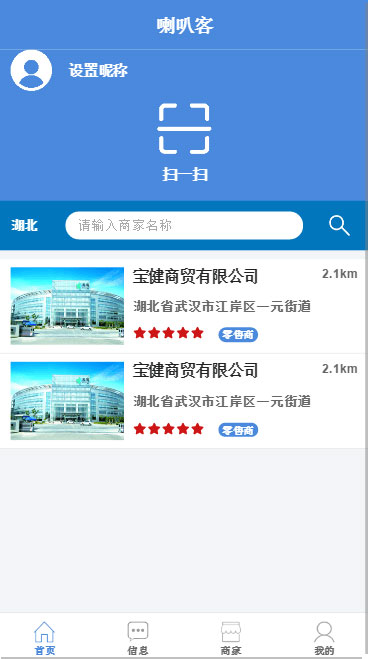 喇叭客
设置昵称
扫一扫
湖北 请输入商家名称
宝健商贸有限公司 2.1km
湖北省武汉市江岸区一元街道
零售商
宝健商贸有限公司 2.1km
湖北省武汉市江岸区一元街道
零售商
首页 信息 商家 我的